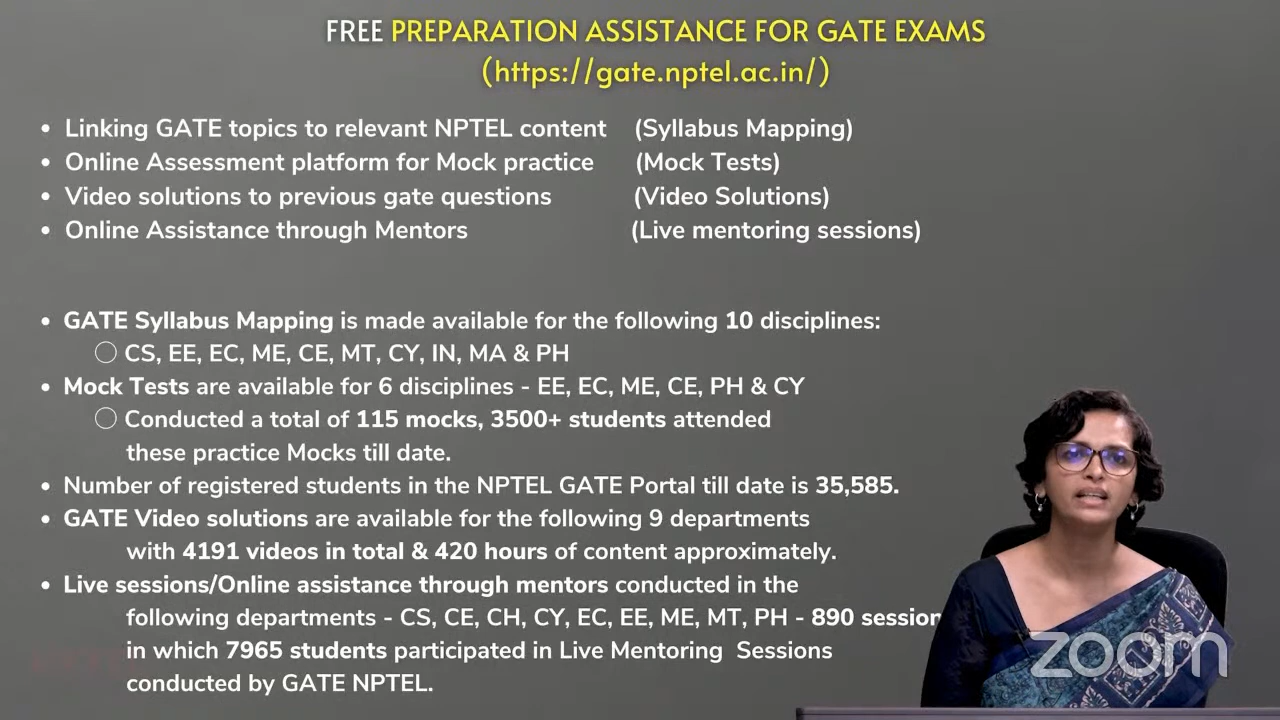 FREE PREPARATION ASSISTANCE FOR GATE EXAMS
(https://gate.nptel.ac.in/)
• Linking GATE topics to relevant NPTEL content (Syllabus Mapping)
• Online Assessment platform for Mock practice (Mock Tests)
• Video solutions to previous gate questions (Video Solutions)
• Online Assistance through Mentors (Live mentoring sessions)
• GATE Syllabus Mapping is made available for the following 10 disciplines:
○ CS, EE, EC, ME, CE, MT, CY, IN, MA & PH
• Mock Tests are available for 6 disciplines - EE, EC, ME, CE, PH & CY
○ Conducted a total of 115 mocks, 3500+ students attended
these practice Mocks till date.
• Number of registered students in the NPTEL GATE Portal till date is 35,585.
• GATE Video solutions are available for the following 9 departments
with 4191 videos in total & 420 hours of content approximately.
• Live sessions/Online assistance through mentors conducted in the
following departments - CS, CE, CH, CY, EC, EE, ME, MT, PH - 890 session
in which 7965 students participated in Live Mentoring Sessions
conducted by GATE NPTEL.
zoom